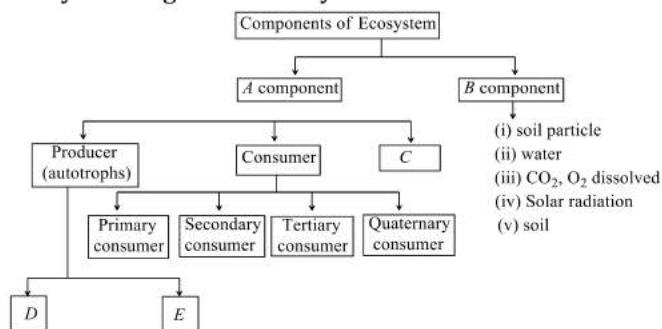 Components of Ecosystem
A component
B component
Producer
(autotrophs)
Consumer
C
(i) soil particle
(ii) water
(iii) CO₂, O₂ dissolved
(iv) Solar radiation
(v) soil
Primary
consumer
Secondary
consumer
Tertiary
consumer
Quaternary
consumer
D
E